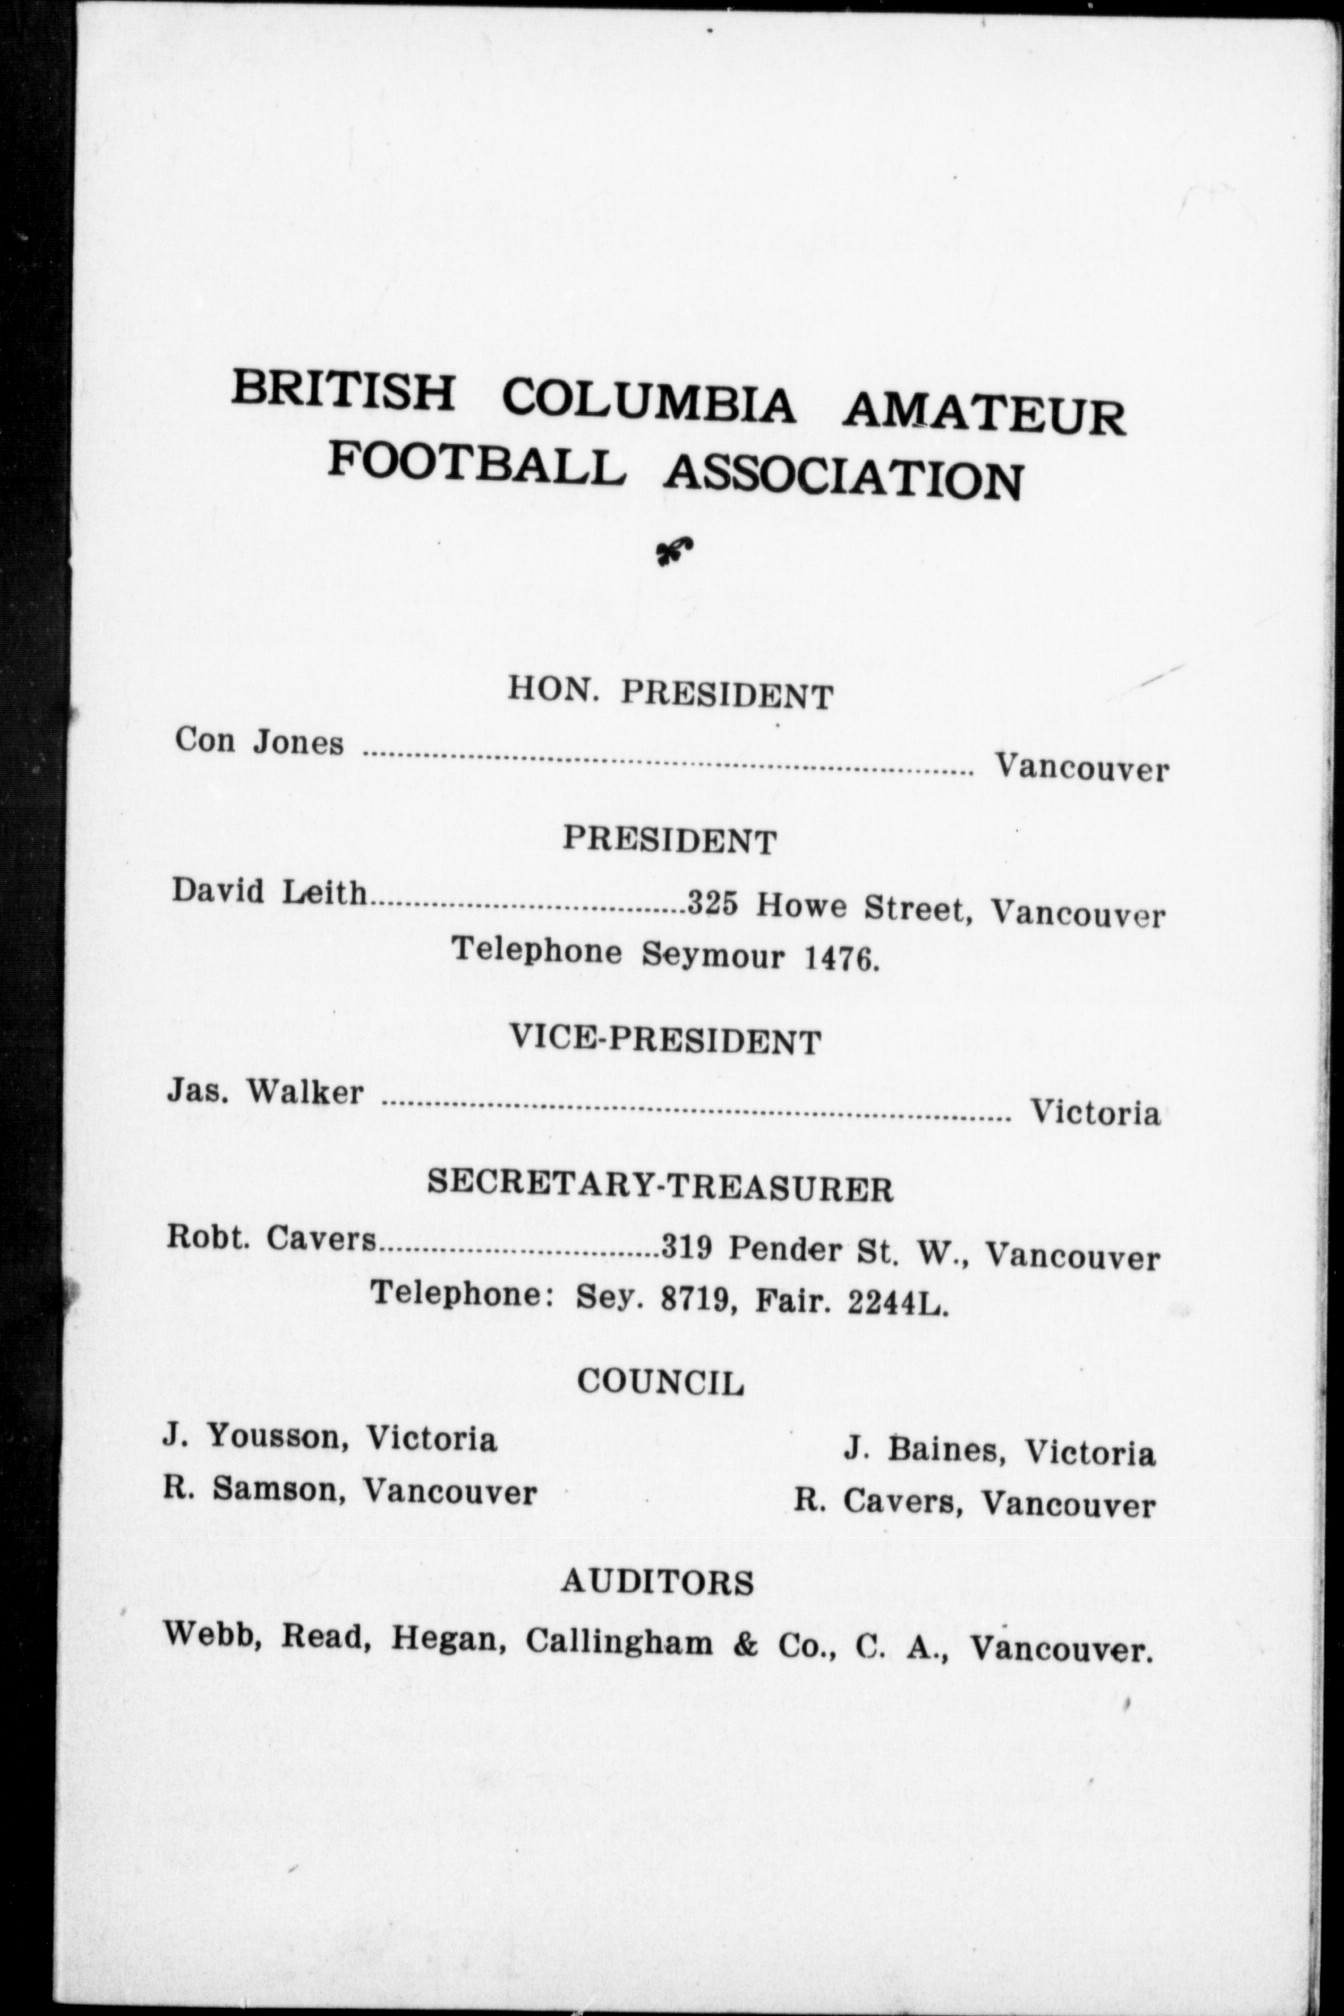 BRITISH COLUMBIA AMATEUR
FOOTBALL ASSOCIATION
HON. PRESIDENT
Con Jones ........................................ Vancouver
PRESIDENT
David Leith....................325 Howe Street, Vancouver
Telephone Seymour 1476.
VICE-PRESIDENT
Jas. Walker ........................................ Victoria
SECRETARY-TREASURER
Robt. Cavers....................319 Pender St. W., Vancouver
Telephone: Sey. 8719, Fair. 2244L.
COUNCIL
J. Yousson, Victoria J. Baines, Victoria
R. Samson, Vancouver R. Cavers, Vancouver
AUDITORS
Webb, Read, Hegan, Callingham & Co., C. A., Vancouver.